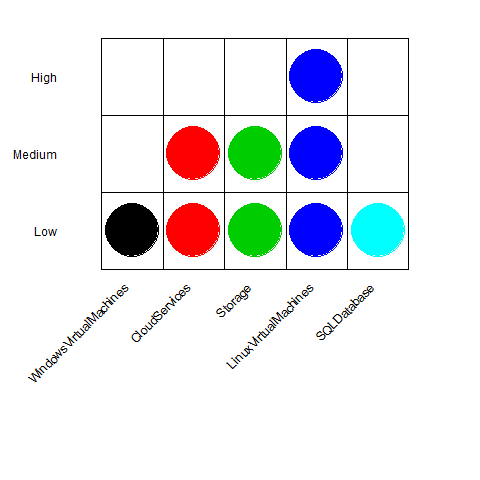 High
Medium
Low
WindowsVirtualMachines
CloudServices
Storage
LinuxVirtualMachines
SQLDatabase